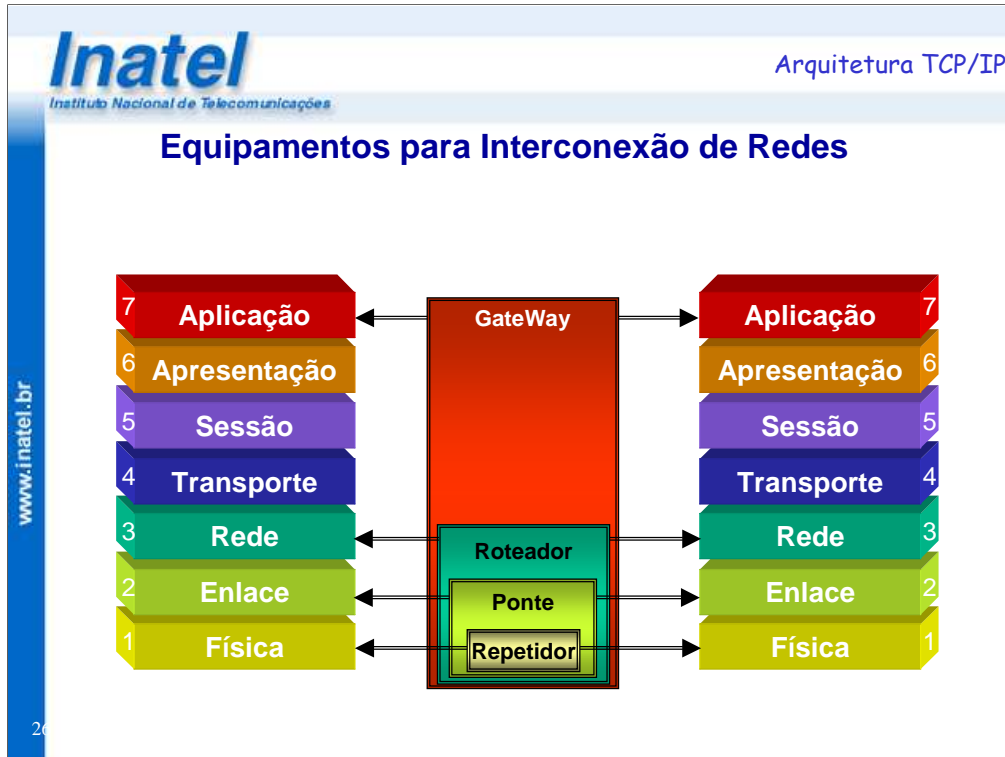 Inatel
Instituto Nacional de Telecomunicações
Arquitetura TCP/IP
Equipamentos para Interconexão de Redes
7 Aplicação
6 Apresentação
5 Sessão
4 Transporte
3 Rede
2 Enlace
1 Física
GateWay
Roteador
Ponte
Repetidor
Aplicação 7
Apresentação 6
Sessão 5
Transporte 4
Rede 3
Enlace 2
Física 1
www.inatel.br